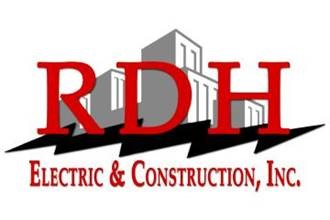 RDH
Electric & Construction, Inc.